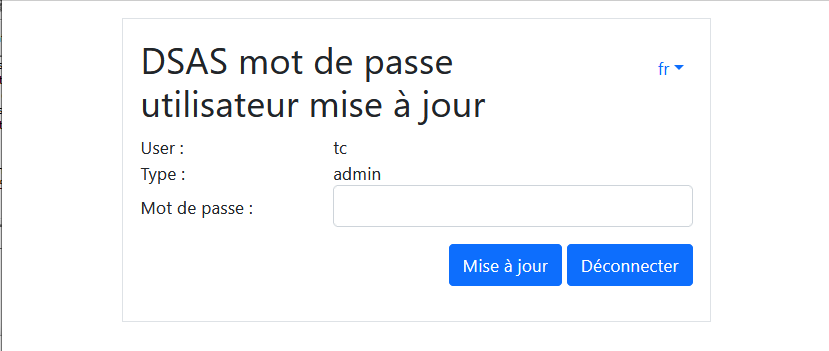 DSAS mot de passe
utilisateur mise à jour
fr
User :
tc
Type :
admin
Mot de passe :
Mise à jour
Déconnecter